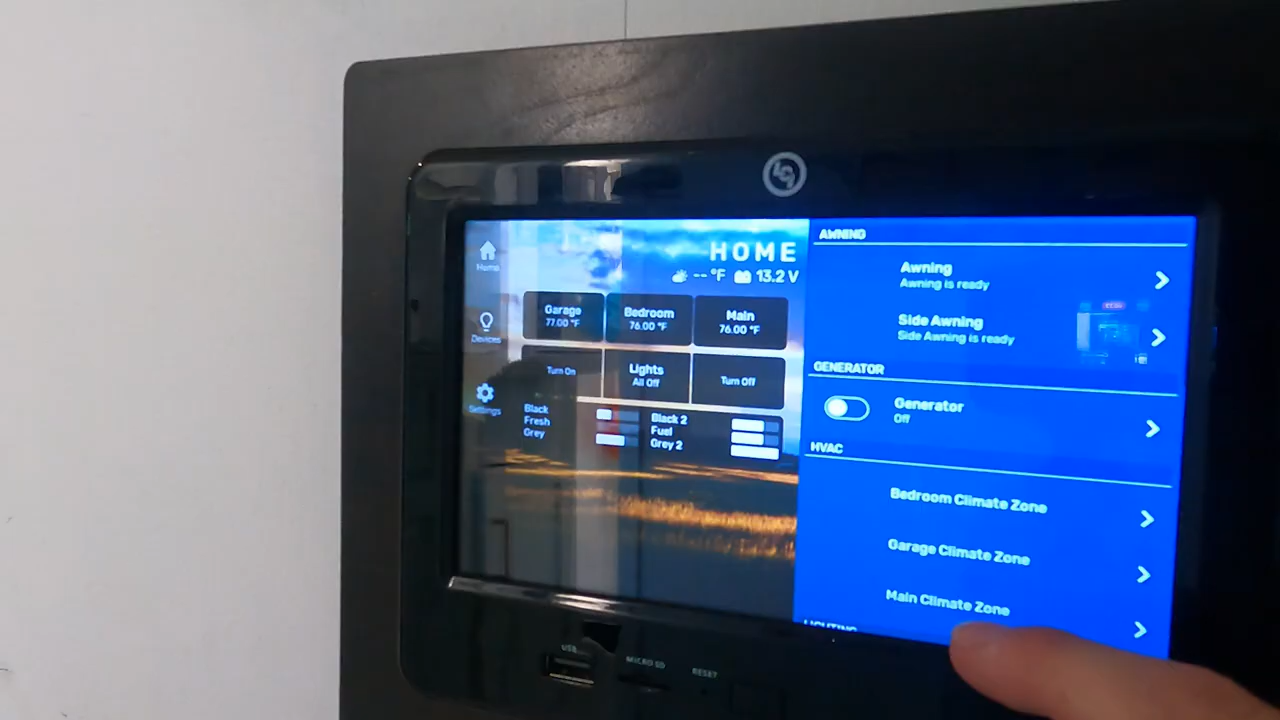 LCI
HOME
-- °F 13.2 V
Home
Devices
Settings
Garage
77.00 °F
Bedroom
76.00 °F
Main
76.00 °F
Turn On
Lights
All Off
Turn Off
Black
Fresh
Grey
Black 2
Fuel
Grey 2
AWNING
Awning
Awning is ready
Side Awning
Side Awning is ready
GENERATOR
Generator
Off
HVAC
Bedroom Climate Zone
Garage Climate Zone
Main Climate Zone
LIGHTING
USB
MICRO SD
RESET